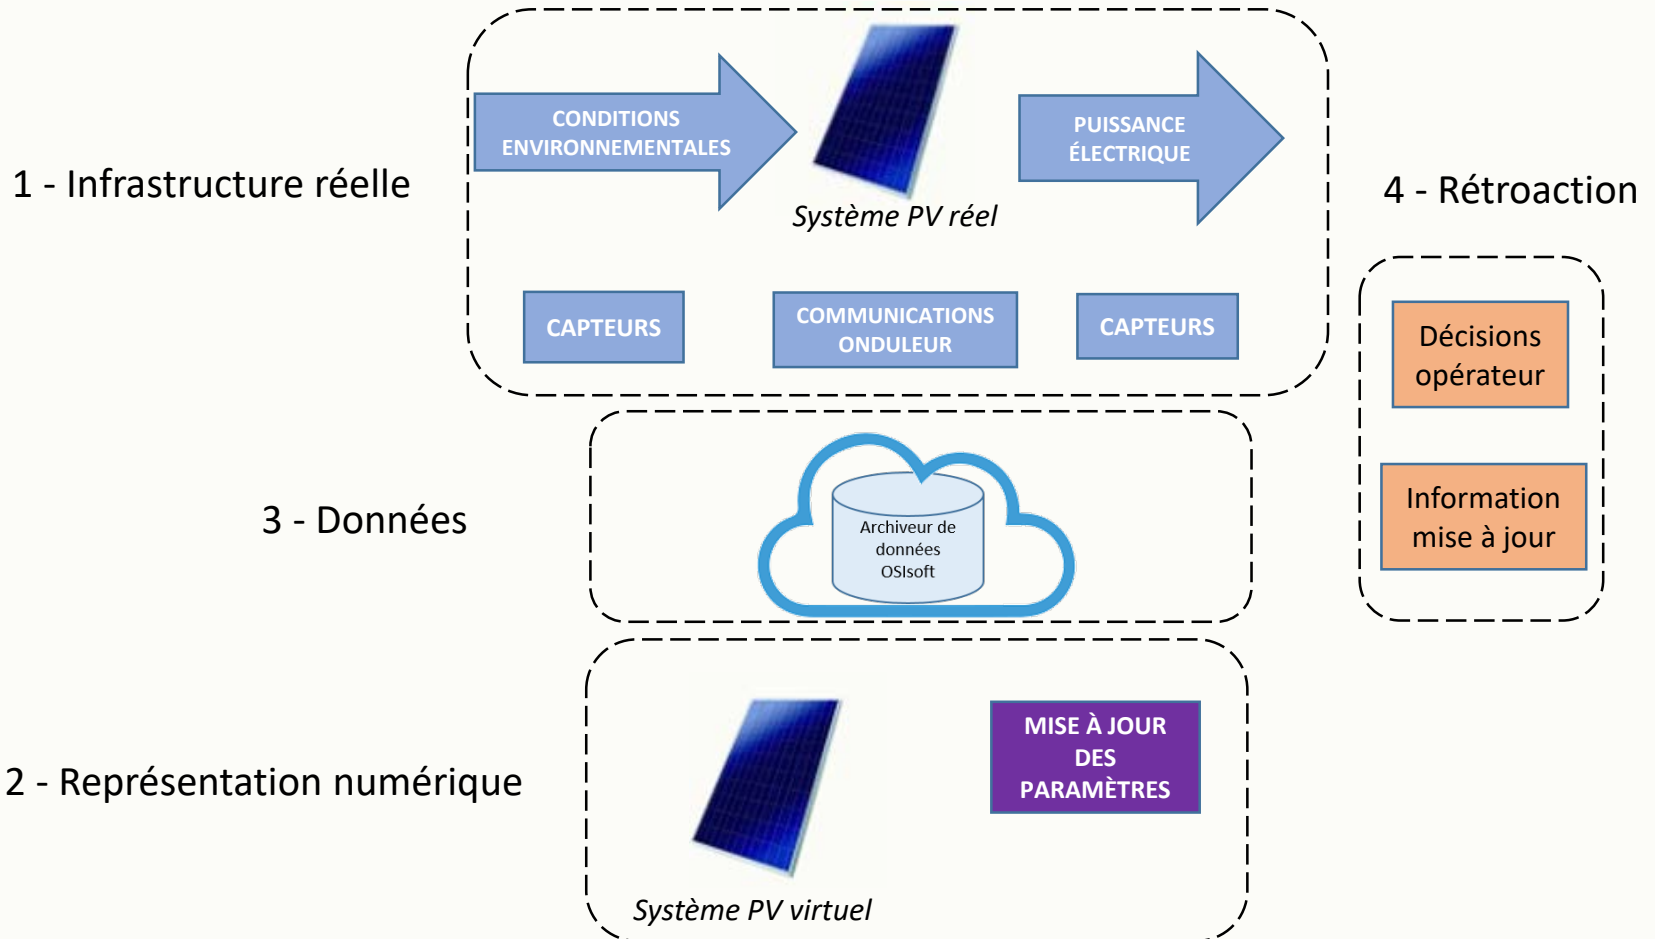 CONDITIONS
ENVIRONNEMENTALES
PUISSANCE
ÉLECTRIQUE
1 - Infrastructure réelle
Système PV réel
4 - Rétroaction
CAPTEURS
COMMUNICATIONS
ONDULEUR
CAPTEURS
Décisions
opérateur
3 - Données
Archiveur de
données
OSIsoft
Information
mise à jour
2 - Représentation numérique
MISE À JOUR
DES
PARAMÈTRES
Système PV virtuel